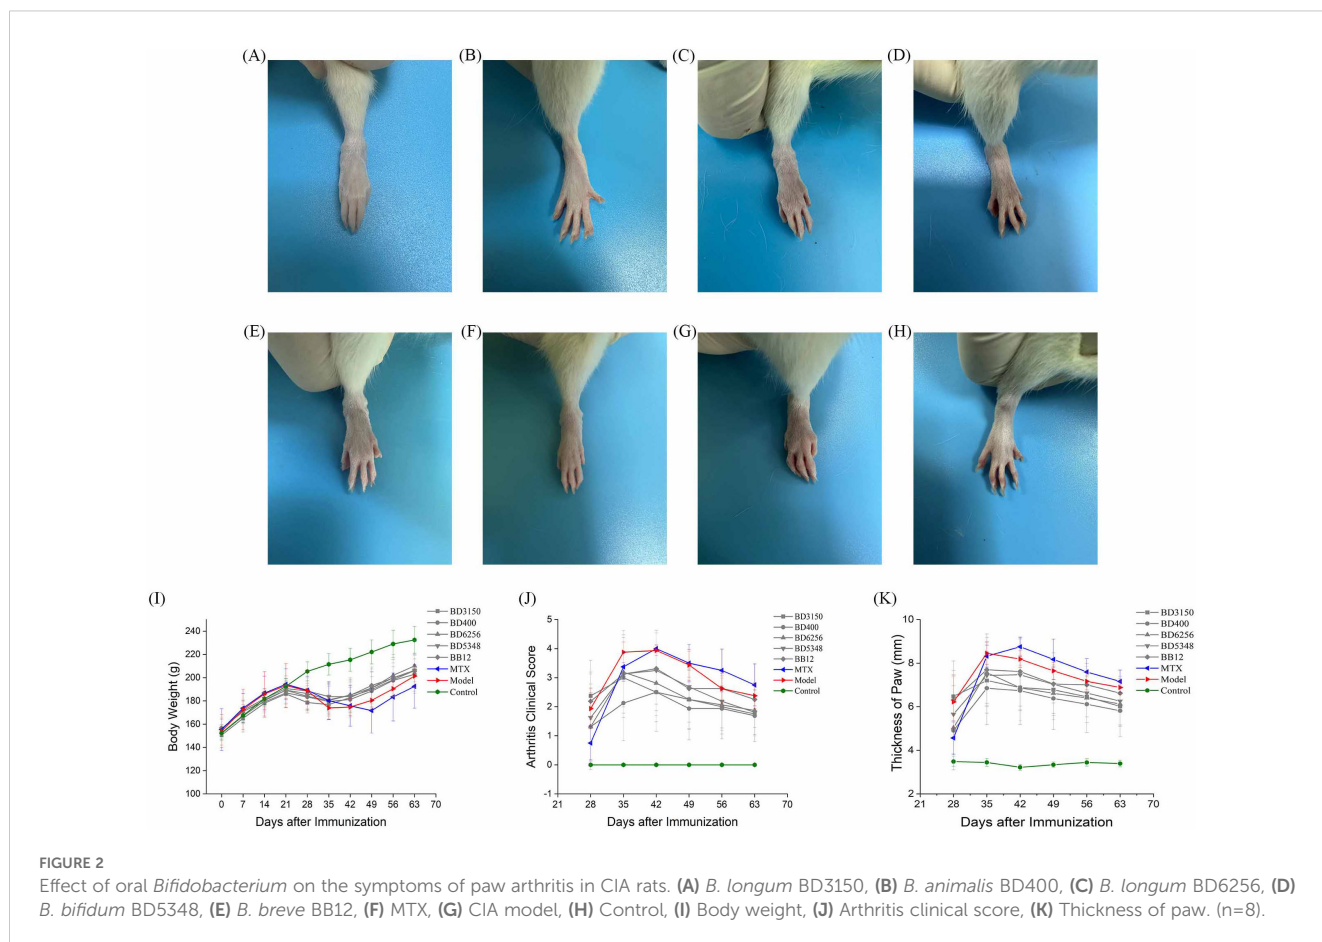 (A)
(B)
(C)
(D)
(E)
(F)
(G)
(H)
(I)
BD3150
BD400
BD6256
BD5348
BB12
MTX
Model
Control
240
220
200
180
160
140
120
100
Body Weight (g)
0 7 14 21 28 35 42 49 56 63 70
Days after Immunization
(J)
BD3150
BD400
BD6256
BD5348
BB12
MTX
Model
Control
5
4
3
2
1
0
-1
Arthritis Clinical Score
21 28 35 42 49 56 63 70
Days after Immunization
(K)
BD3150
BD400
BD6256
BD5348
BB12
MTX
Model
Control
10
8
6
4
2
Thickness of Paw (mm)
21 28 35 42 49 56 63 70
Days after Immunization
FIGURE 2
Effect of oral Bifidobacterium on the symptoms of paw arthritis in CIA rats. (A) B. longum BD3150, (B) B. animalis BD400, (C) B. longum BD6256, (D)
B. bifidum BD5348, (E) B. breve BB12, (F) MTX, (G) CIA model, (H) Control, (I) Body weight, (J) Arthritis clinical score, (K) Thickness of paw. (n=8).